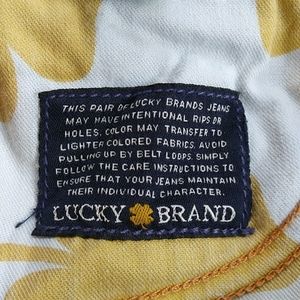 THIS PAIR OF LUCKY BRANDS JEANS
MAY HAVE INTENTIONAL RIPS OR
HOLES. COLOR MAY TRANSFER TO
LIGHTER COLORED FABRICS. AVOID
PULLING UP BY BELT LOOPS. SIMPLY
FOLLOW THE CARE INSTRUCTIONS TO
ENSURE THAT YOUR JEANS MAINTAIN
THEIR INDIVIDUAL CHARACTER.
LUCKY BRAND